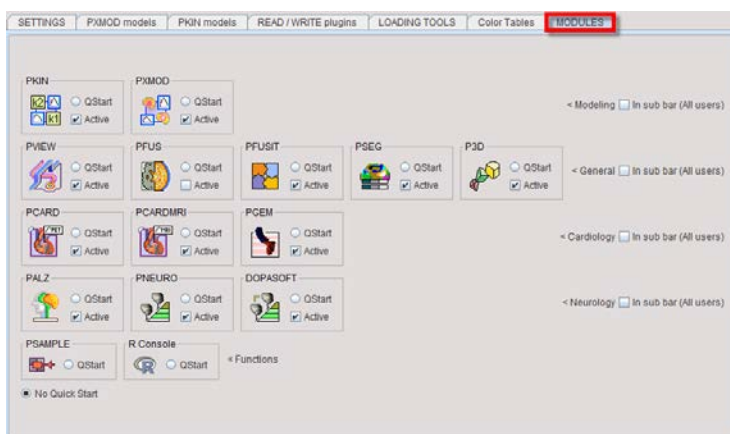 SETTINGS PXMOD models PKIN models READ / WRITE plugins LOADING TOOLS Color Tables MODULES
PKIN PXMOD
k2 k1 QStart Active QStart Active < Modeling In sub bar (All users)
PVIEW PFUS PFUSIT PSEG P3D
QStart QStart QStart QStart QStart
Active Active Active Active Active
< General In sub bar (All users)
PCARD PCARDMRI PGEM
PET QStart QStart QStart
Active Active Active
< Cardiology In sub bar (All users)
PALZ PNEURO DOPASOFT
QStart QStart QStart
Active Active Active
< Neurology In sub bar (All users)
PSAMPLE R Console
QStart R QStart < Functions
No Quick Start